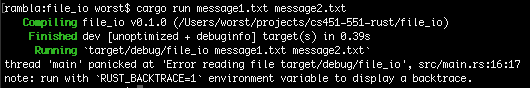 [rambla:file_io worst$ cargo run message1.txt message2.txt
Compiling file_io v0.1.0 (/Users/worst/projects/cs451-551-rust/file_io)
Finished dev [unoptimized + debuginfo] target(s) in 0.39s
Running `target/debug/file_io message1.txt message2.txt`
thread 'main' panicked at 'Error reading file target/debug/file_io', src/main.rs:16:17
note: run with `RUST_BACKTRACE=1` environment variable to display a backtrace.